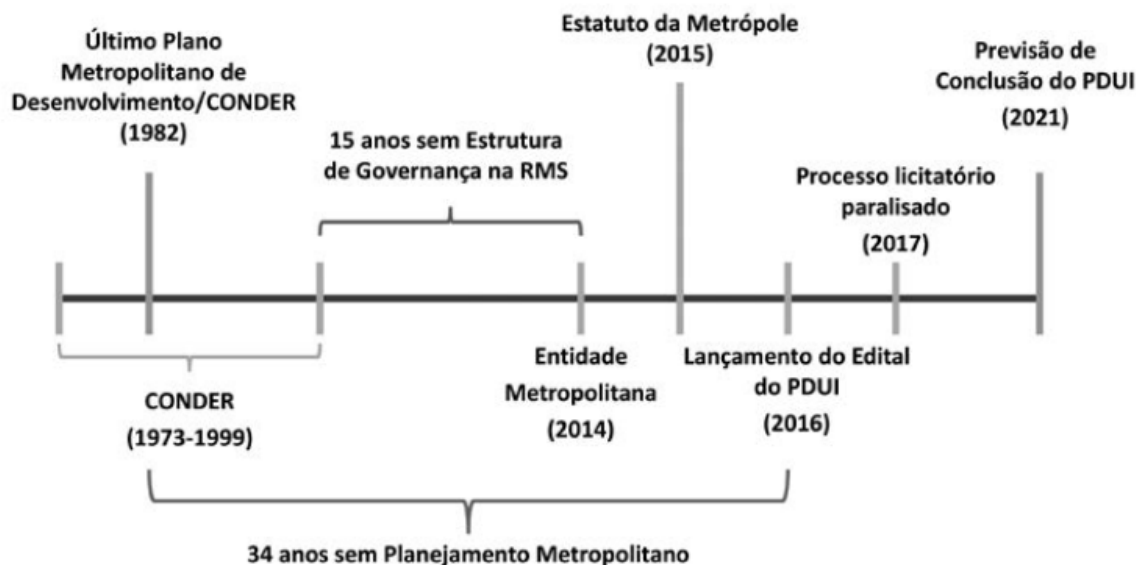 Último Plano
Metropolitano de
Desenvolvimento/CONDER
(1982)
15 anos sem Estrutura
de Governança na RMS
Estatuto da Metrópole
(2015)
Processo licitatório
paralisado
(2017)
Previsão de
Conclusão do PDUI
(2021)
CONDER
(1973-1999)
Entidade
Metropolitana
(2014)
Lançamento do Edital
do PDUI
(2016)
34 anos sem Planejamento Metropolitano